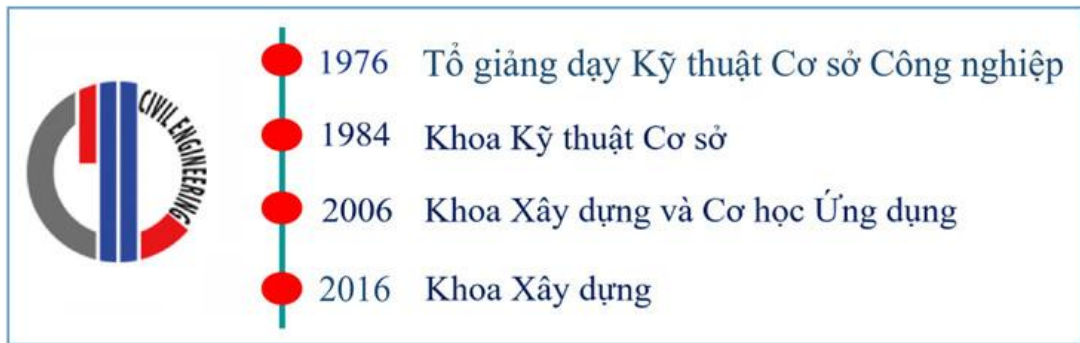 CIVIL ENGINEERING
1976 Tổ giảng dạy Kỹ thuật Cơ sở Công nghiệp
1984 Khoa Kỹ thuật Cơ sở
2006 Khoa Xây dựng và Cơ học Ứng dụng
2016 Khoa Xây dựng